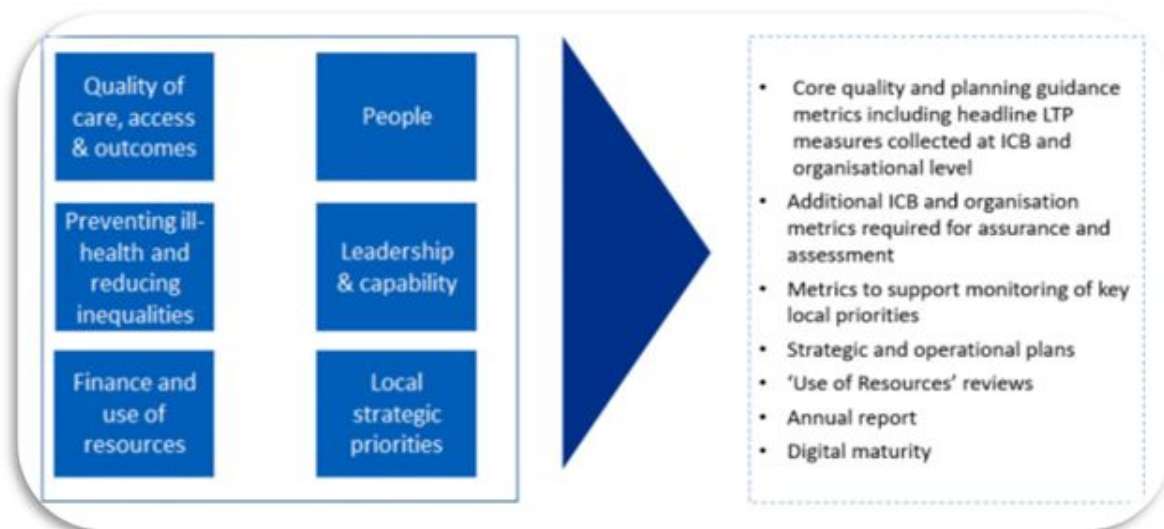 Quality of
care, access
& outcomes
People
Preventing ill-
health and
reducing
inequalities
Leadership
& capability
Finance and
use of
resources
Local
strategic
priorities
• Core quality and planning guidance
metrics including headline LTP
measures collected at ICB and
organisational level
• Additional ICB and organisation
metrics required for assurance and
assessment
• Metrics to support monitoring of key
local priorities
• Strategic and operational plans
• ‘Use of Resources’ reviews
• Annual report
• Digital maturity